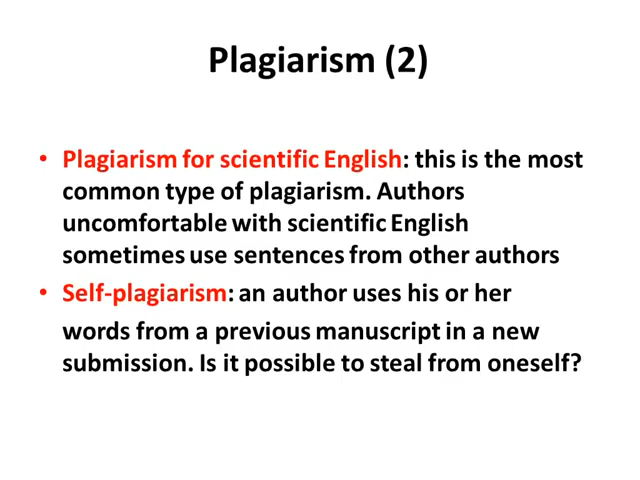 Plagiarism (2)
• Plagiarism for scientific English: this is the most
common type of plagiarism. Authors
uncomfortable with scientific English
sometimes use sentences from other authors
• Self-plagiarism: an author uses his or her
words from a previous manuscript in a new
submission. Is it possible to steal from oneself?